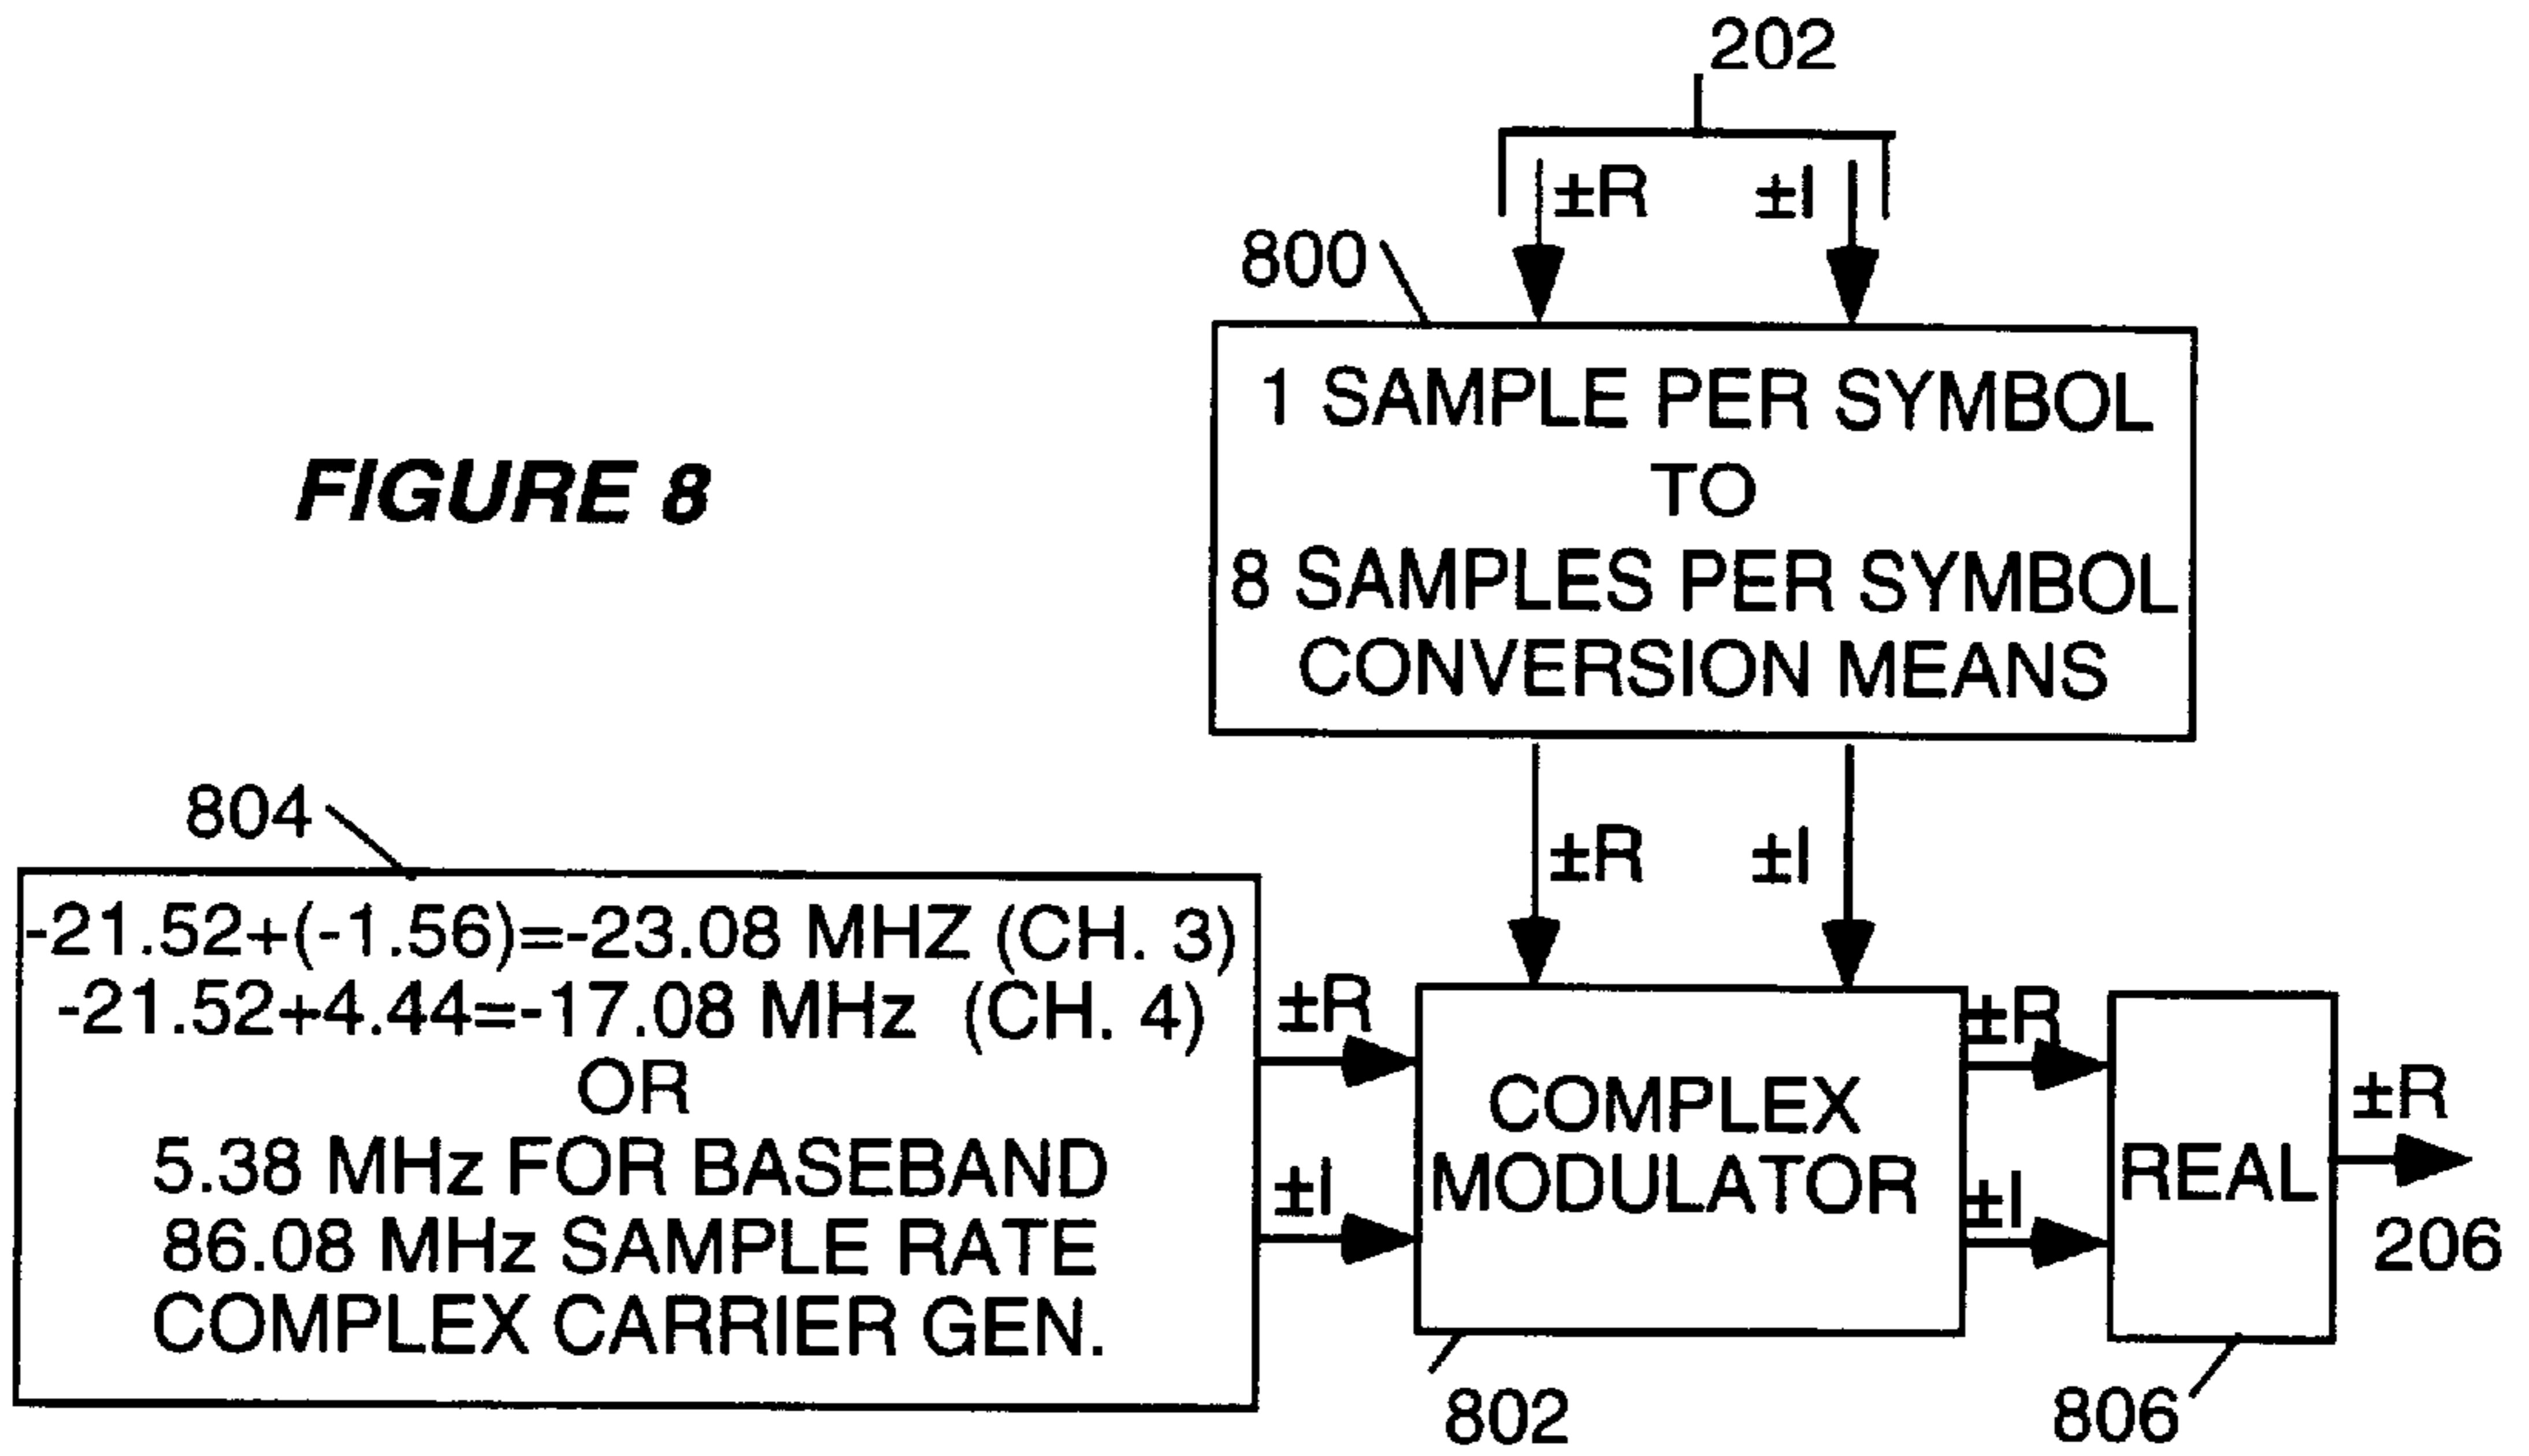 202
±R ±I
800
1 SAMPLE PER SYMBOL
TO
8 SAMPLES PER SYMBOL
CONVERSION MEANS
FIGURE 8
±R ±I
804
-21.52+(-1.56)=-23.08 MHZ (CH. 3)
-21.52+4.44=-17.08 MHz (CH. 4)
OR
5.38 MHz FOR BASEBAND
86.08 MHz SAMPLE RATE
COMPLEX CARRIER GEN.
±R
±I
COMPLEX
MODULATOR
802
±R
±I
REAL
806
±R
206